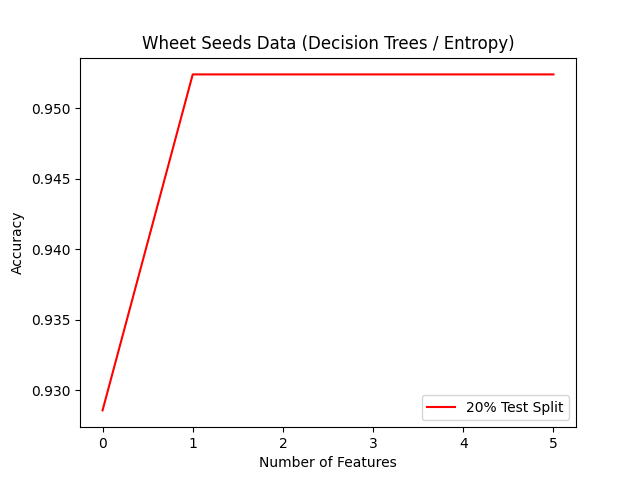 Wheet Seeds Data (Decision Trees / Entropy)
Accuracy
0.950
0.945
0.940
0.935
0.930
20% Test Split
0 1 2 3 4 5
Number of Features